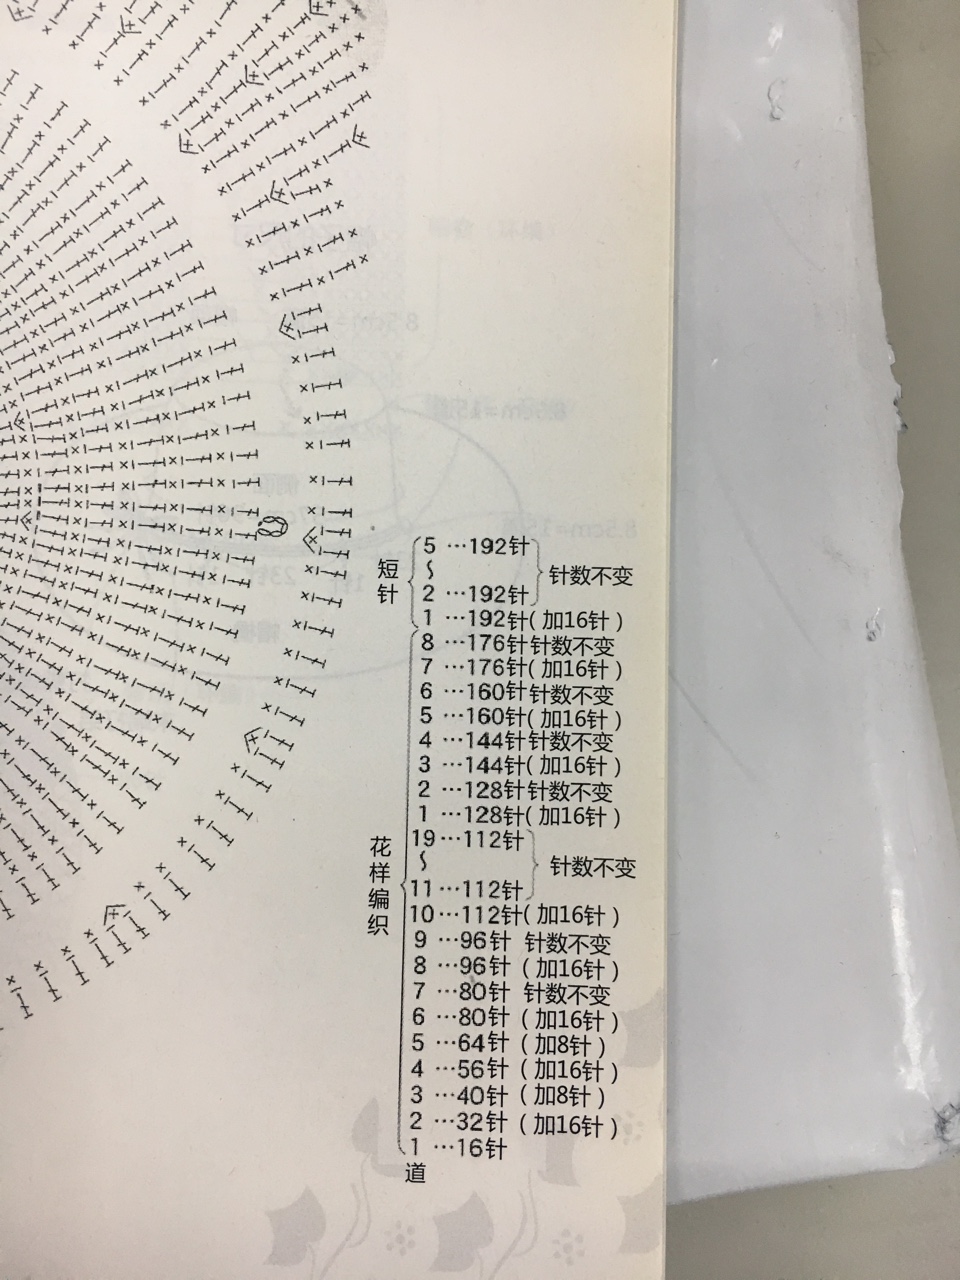 短针
5 …192针
〜
2 …192针
针数不变
1 …192针(加16针)
花样编织
8 …176针针数不变
7 …176针(加16针)
6 …160针针数不变
5 …160针(加16针)
4 …144针针数不变
3 …144针(加16针)
2 …128针针数不变
1 …128针(加16针)
19 …112针
〜
11 …112针
针数不变
10 …112针(加16针)
9 …96针 针数不变
8 …96针 (加16针)
7 …80针 针数不变
6 …80针 (加16针)
5 …64针 (加8针)
4 …56针 (加16针)
3 …40针 (加8针)
2 …32针 (加16针)
1 …16针
道